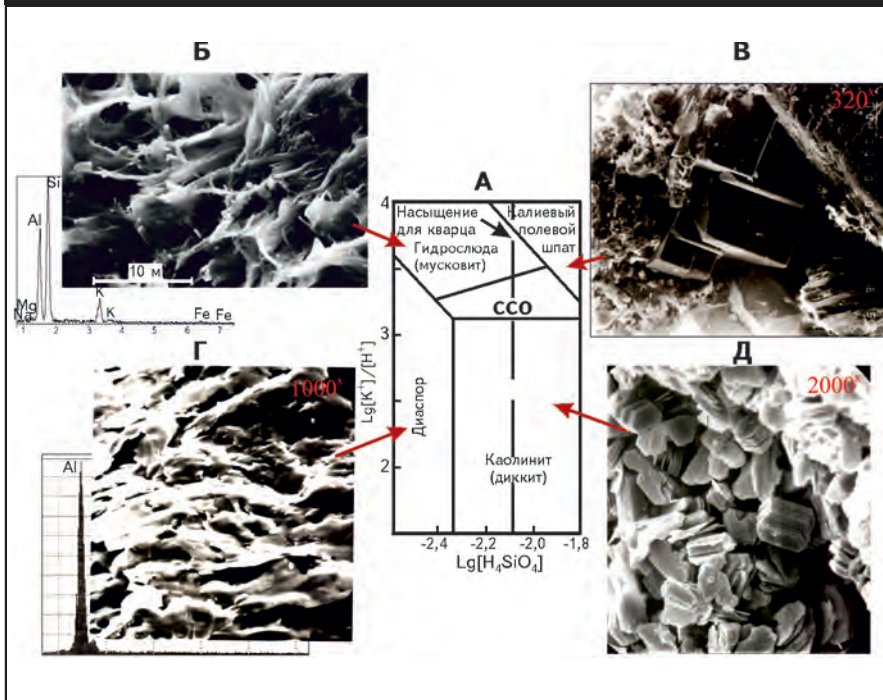 Б
В
320ˣ
А
Si
Al
10 м
K
K
Mg
Na
Fe Fe
1 2 3 4 5 6 7
4
3
2
Lg[K⁺]/[H⁺]
Насыщение
для кварца
Калиевый
полевой
шпат
Гидрослюда
(мусковит)
ССО
Диаспор
Каолинит
(диккит)
-2,4 -2,2 -2,0 -1,8
Lg[H₄SiO₄]
Г
1000ˣ
Al
Д
2000ˣ